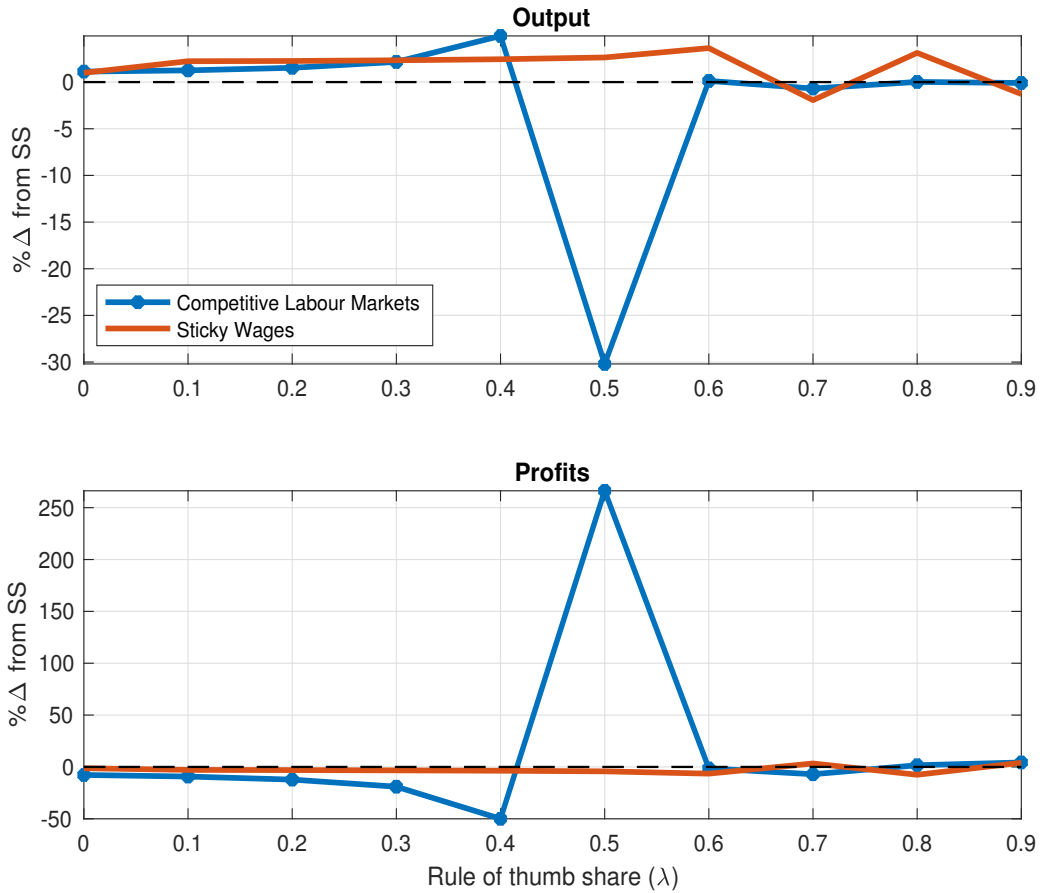 Output
% Δ from SS
0
-5
-10
-15
-20
-25
-30
Competitive Labour Markets
Sticky Wages
0 0.1 0.2 0.3 0.4 0.5 0.6 0.7 0.8 0.9
Profits
% Δ from SS
250
200
150
100
50
0
-50
0 0.1 0.2 0.3 0.4 0.5 0.6 0.7 0.8 0.9
Rule of thumb share (λ)